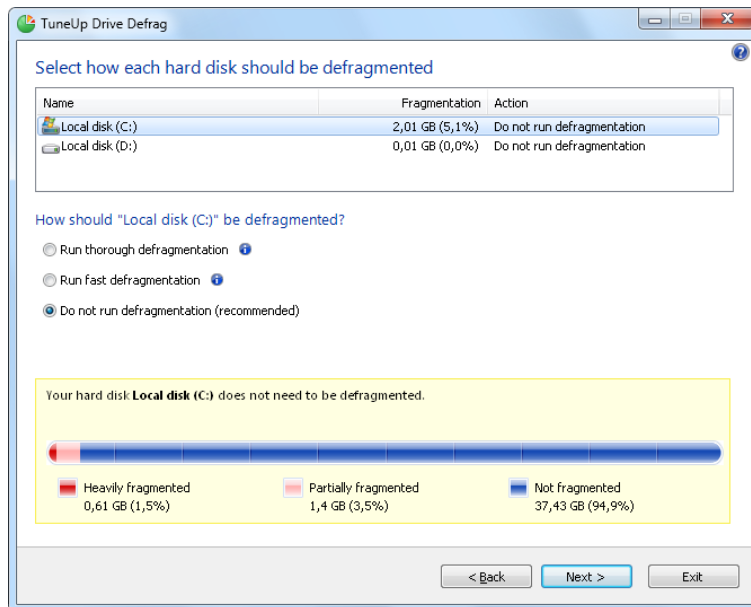 TuneUp Drive Defrag
Select how each hard disk should be defragmented
Name Fragmentation Action
Local disk (C:) 2,01 GB (5,1%) Do not run defragmentation
Local disk (D:) 0,01 GB (0,0%) Do not run defragmentation
How should "Local disk (C:)" be defragmented?
Run thorough defragmentation
Run fast defragmentation
Do not run defragmentation (recommended)
Your hard disk Local disk (C:) does not need to be defragmented.
Heavily fragmented Partially fragmented Not fragmented
0,61 GB (1,5%) 1,4 GB (3,5%) 37,43 GB (94,9%)
< Back Next > Exit